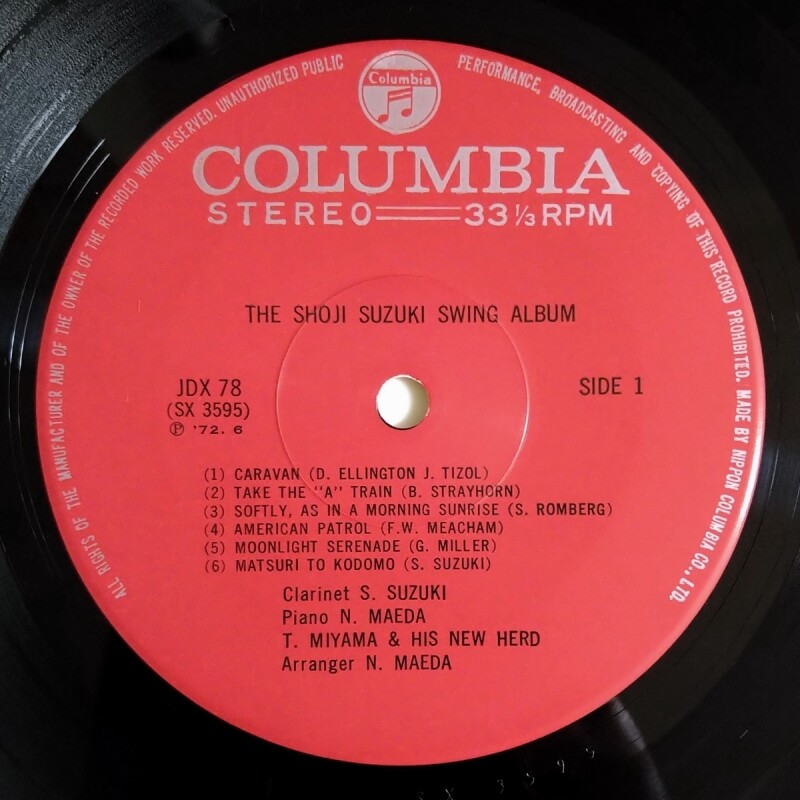 Columbia
COLUMBIA
STEREO 33 1/3 RPM
THE SHOJI SUZUKI SWING ALBUM
JDX 78
(SX 3595)
Ⓟ '72. 6
SIDE 1
(1) CARAVAN (D. ELLINGTON J. TIZOL)
(2) TAKE THE "A" TRAIN (B. STRAYHORN)
(3) SOFTLY, AS IN A MORNING SUNRISE (S. ROMBERG)
(4) AMERICAN PATROL (F.W. MEACHAM)
(5) MOONLIGHT SERENADE (G. MILLER)
(6) MATSURI TO KODOMO (S. SUZUKI)
Clarinet S. SUZUKI
Piano N. MAEDA
T. MIYAMA & HIS NEW HERD
Arranger N. MAEDA
ALL RIGHTS OF THE MANUFACTURER AND OF THE OWNER OF THE RECORDED WORK RESERVED. UNAUTHORIZED PUBLIC PERFORMANCE, BROADCASTING AND COPYING OF THIS RECORD PROHIBITED. MADE BY NIPPON COLUMBIA CO., LTD.
SX 3595